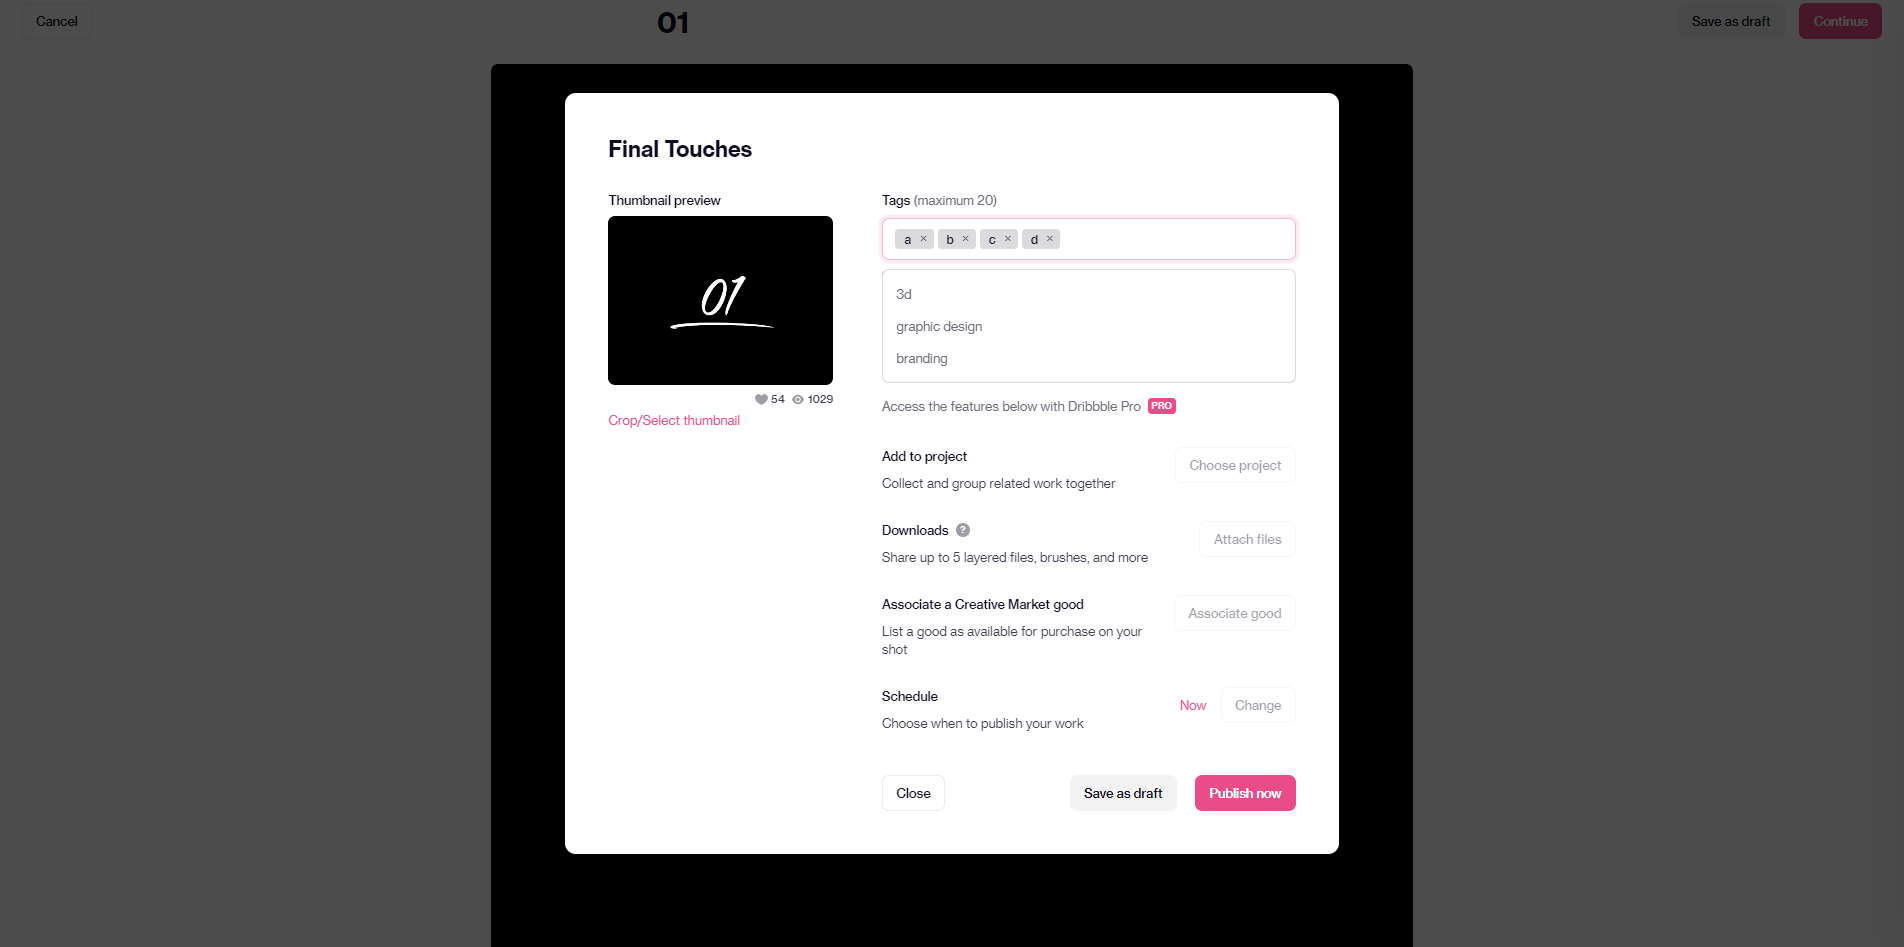 Cancel
01
Save as draft
Continue
Final Touches
Thumbnail preview
01
54 1029
Crop/Select thumbnail
Tags (maximum 20)
a × b × c × d ×
3d
graphic design
branding
Access the features below with Dribbble Pro PRO
Add to project
Collect and group related work together
Choose project
Downloads ?
Share up to 5 layered files, brushes, and more
Attach files
Associate a Creative Market good
List a good as available for purchase on your
shot
Associate good
Schedule
Choose when to publish your work
Now
Change
Close
Save as draft
Publish now